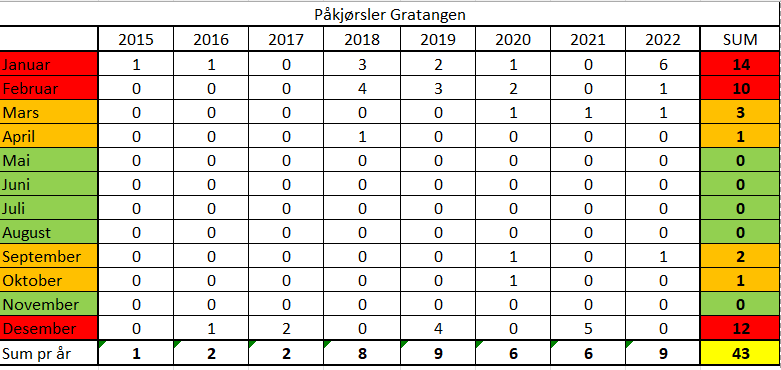 Påkjørsler Gratangen
2015 2016 2017 2018 2019 2020 2021 2022 SUM
Januar 1 1 0 3 2 1 0 6 14
Februar 0 0 0 4 3 2 0 1 10
Mars 0 0 0 0 0 1 1 1 3
April 0 0 0 1 0 0 0 0 1
Mai 0 0 0 0 0 0 0 0 0
Juni 0 0 0 0 0 0 0 0 0
Juli 0 0 0 0 0 0 0 0 0
August 0 0 0 0 0 0 0 0 0
September 0 0 0 0 0 1 0 1 2
Oktober 0 0 0 0 0 1 0 0 1
November 0 0 0 0 0 0 0 0 0
Desember 0 1 2 0 4 0 5 0 12
Sum pr år 1 2 2 8 9 6 6 9 43